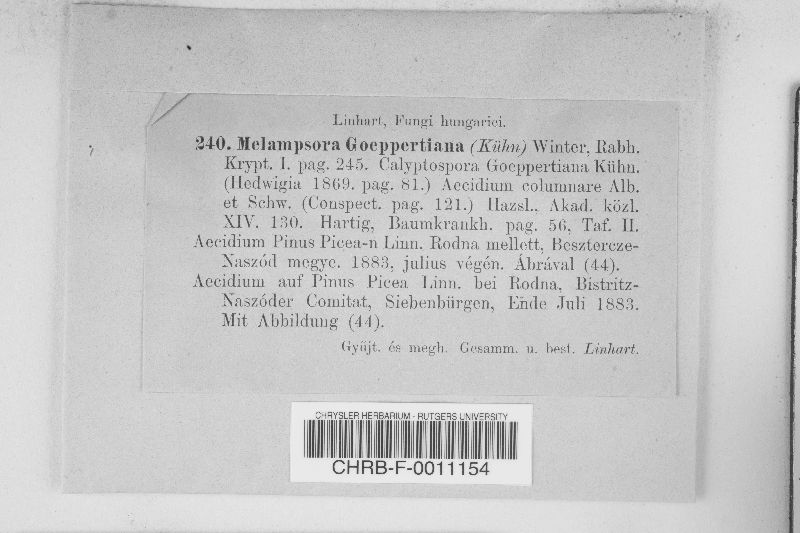 Linhart, Fungi hungarici.
240. Melampsora Goeppertiana (Kühn) Winter, Rabh.
Krypt. I. pag. 245. Calyptospora Goeppertiana Kühn.
(Hedwigia 1869. pag. 81.) Aecidium columnare Alb.
et Schw. (Conspect. pag. 121.) Hazsl., Akad. közl.
XIV. 130. Hartig, Baumkrankh. pag. 56, Taf. II.
Aecidium Pinus Picea-n Linn. Rodna mellett, Besztercze-
Naszód megye. 1883, julius végén. Ábrával (44).
Aecidium auf Pinus Picea Linn. bei Rodna, Bistritz-
Naszóder Comitat, Siebenbürgen, Ende Juli 1883.
Mit Abbildung (44).
Gyüjt. és megh. Gesamm. u. best. Linhart.
CHRYSLER HERBARIUM - RUTGERS UNIVERSITY
CHRB-F-0011154